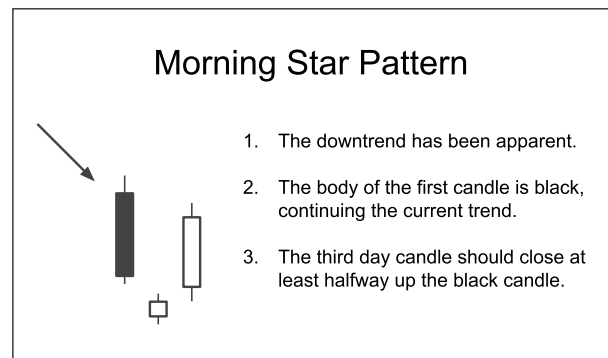 Morning Star Pattern
1. The downtrend has been apparent.
2. The body of the first candle is black,
continuing the current trend.
3. The third day candle should close at
least halfway up the black candle.